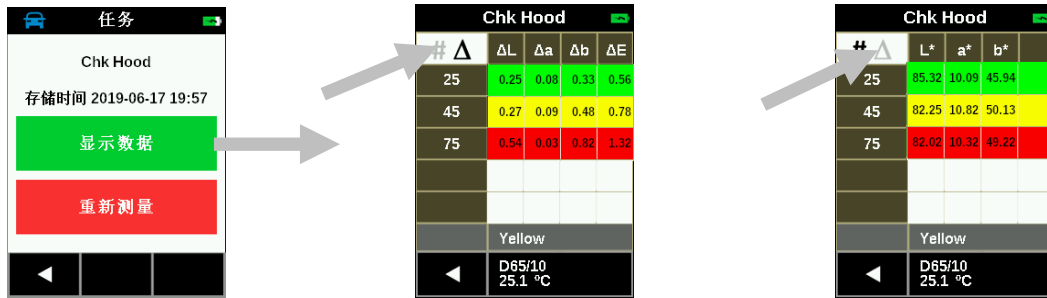 任务
Chk Hood
存储时间 2019-06-17 19:57
显示数据
重新测量
Chk Hood
# Δ ΔL Δa Δb ΔE
25 0.25 0.08 0.33 0.56
45 0.27 0.09 0.48 0.78
75 0.54 0.03 0.82 1.32
Yellow
D65/10
25.1 ºC
Chk Hood
# Δ L* a* b*
25 85.32 10.09 45.94
45 82.25 10.82 50.13
75 82.02 10.32 49.22
Yellow
D65/10
25.1 ºC